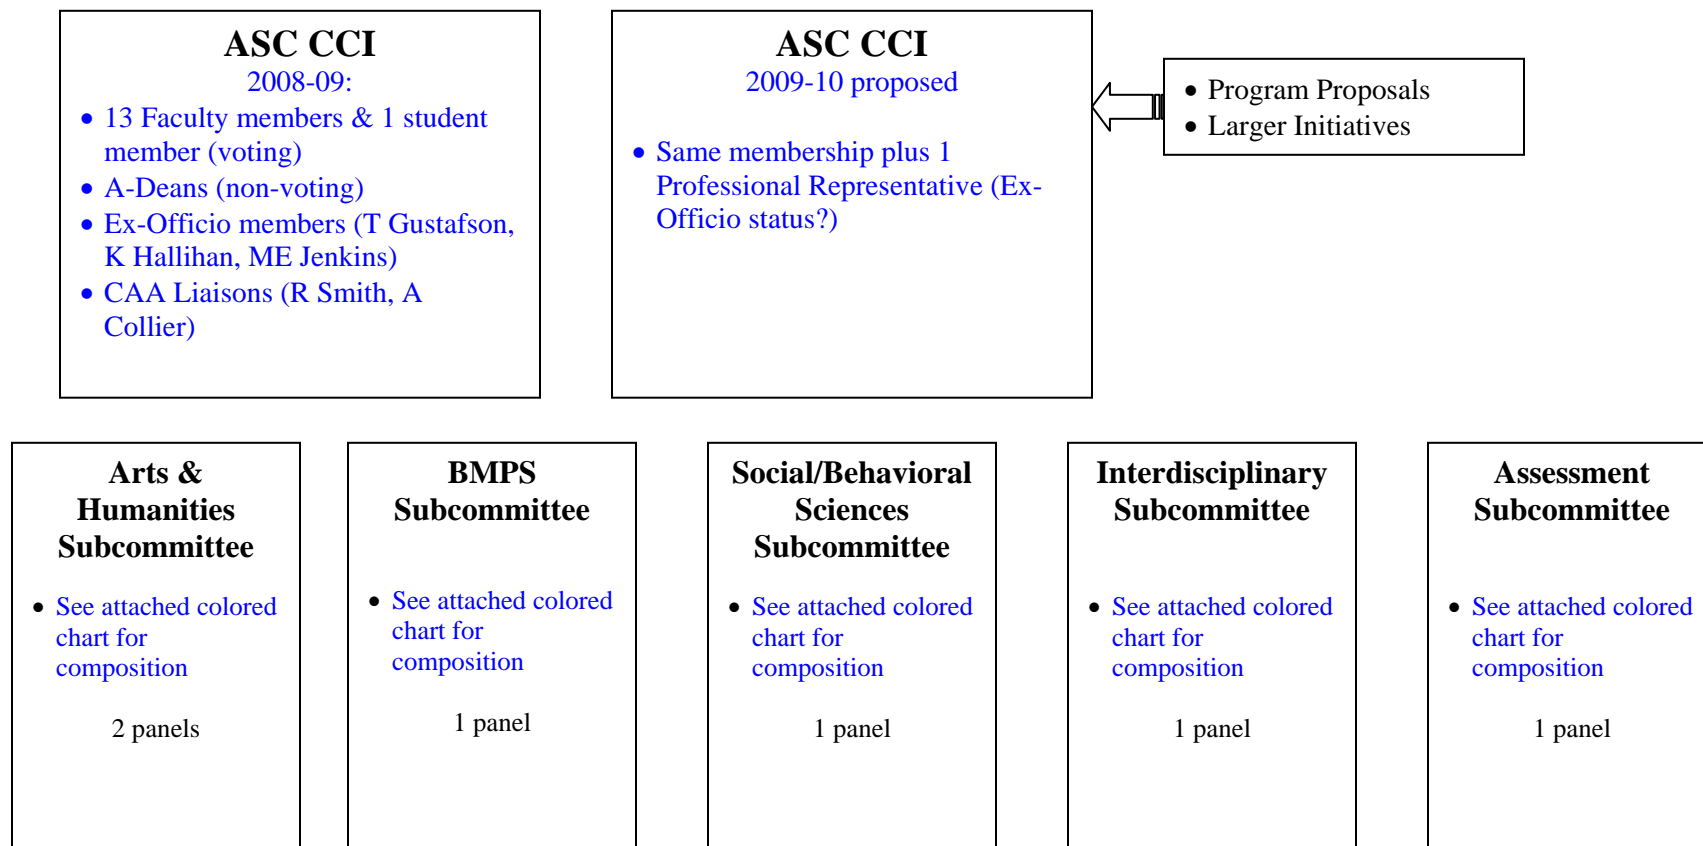 ASC CCI
2008-09:
• 13 Faculty members & 1 student
member (voting)
• A-Deans (non-voting)
• Ex-Officio members (T Gustafson,
K Hallihan, ME Jenkins)
• CAA Liaisons (R Smith, A
Collier)
ASC CCI
2009-10 proposed
• Same membership plus 1
Professional Representative (Ex-
Officio status?)
• Program Proposals
• Larger Initiatives
Arts &
Humanities
Subcommittee
• See attached colored
chart for
composition
2 panels
BMPS
Subcommittee
• See attached colored
chart for
composition
1 panel
Social/Behavioral
Sciences
Subcommittee
• See attached colored
chart for
composition
1 panel
Interdisciplinary
Subcommittee
• See attached colored
chart for
composition
1 panel
Assessment
Subcommittee
• See attached colored
chart for
composition
1 panel